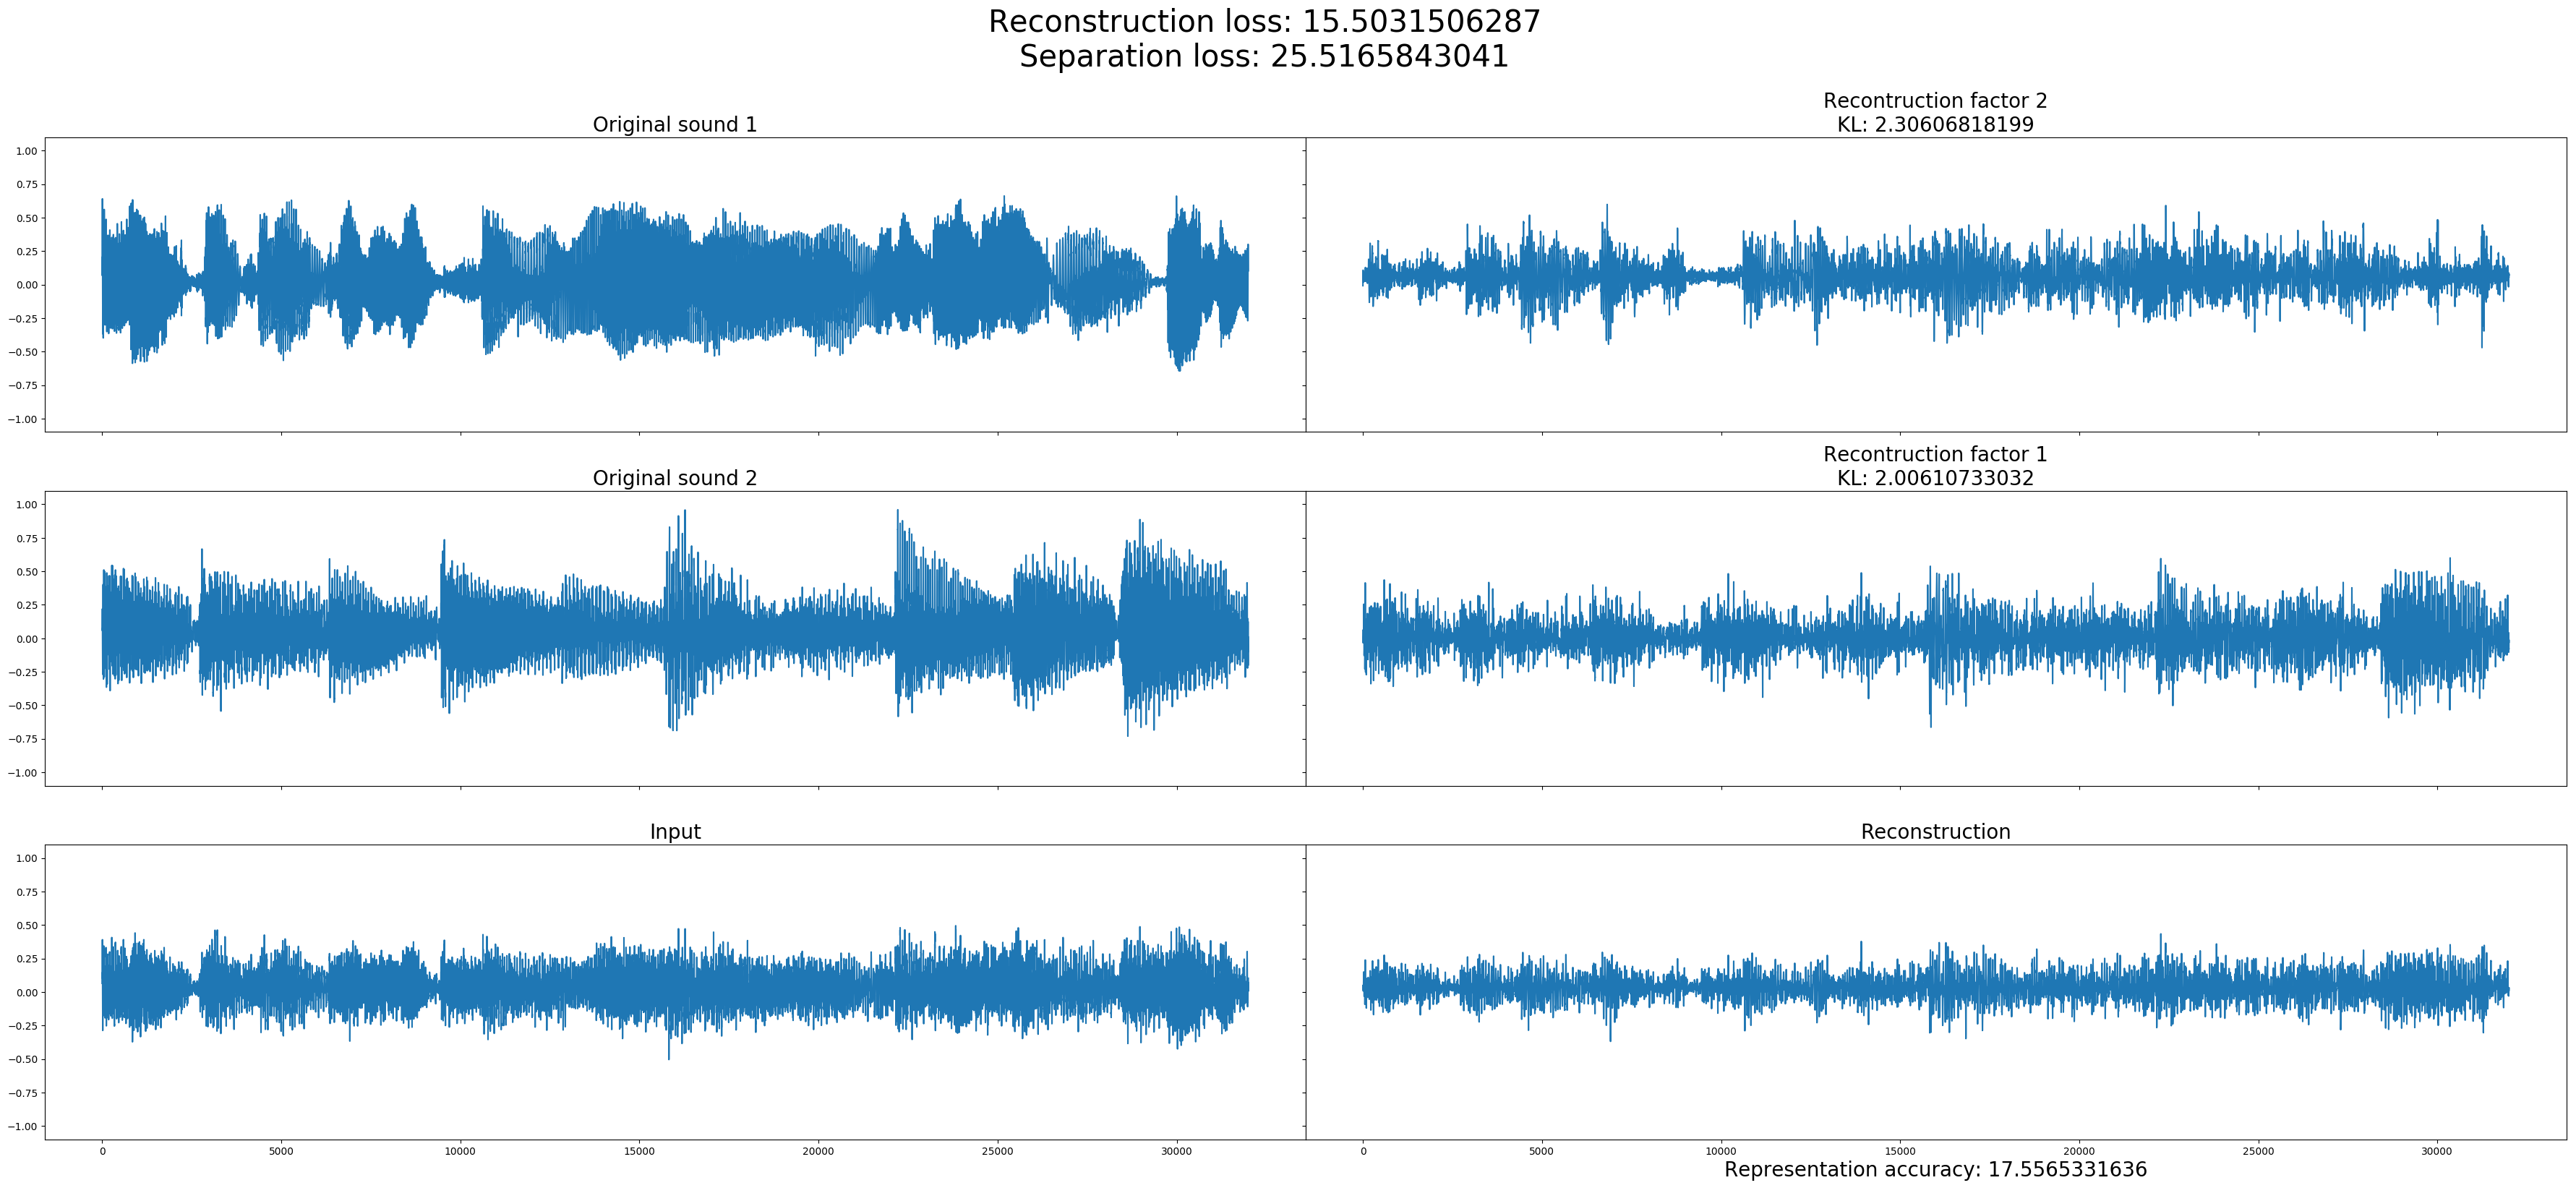 Reconstruction loss: 15.5031506287
Separation loss: 25.5165843041
Original sound 1
Recontruction factor 2
KL: 2.30606818199
1.00
0.75
0.50
0.25
0.00
−0.25
−0.50
−0.75
−1.00
Original sound 2
Recontruction factor 1
KL: 2.00610733032
1.00
0.75
0.50
0.25
0.00
−0.25
−0.50
−0.75
−1.00
Input
Reconstruction
1.00
0.75
0.50
0.25
0.00
−0.25
−0.50
−0.75
−1.00
0 5000 10000 15000 20000 25000 30000
0 5000 10000 15000 20000 25000 30000
Representation accuracy: 17.5565331636